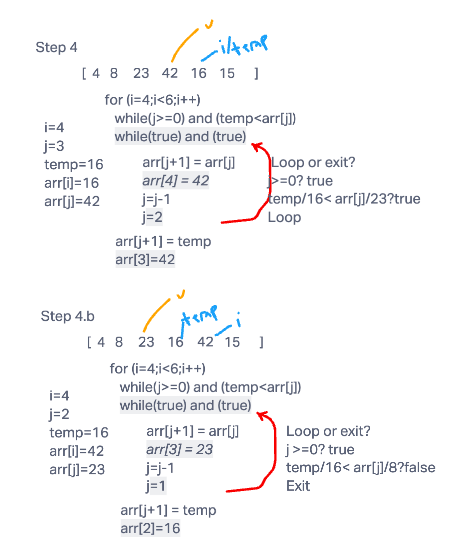 Step 4
i/temp
[ 4 8 23 42 16 15 ]
for (i=4;i<6;i++)
while(j>=0) and (temp<arr[j])
i=4
while(true) and (true)
j=3
temp=16
arr[j+1] = arr[j] Loop or exit?
arr[i]=16
arr[4] = 42 j>=0? true
arr[j]=42
j=j-1 temp/16< arr[j]/23?true
j=2 Loop
arr[j+1] = temp
arr[3]=42
Step 4.b
temp i
[ 4 8 23 16 42 15 ]
for (i=4;i<6;i++)
while(j>=0) and (temp<arr[j])
i=4
while(true) and (true)
j=2
temp=16
arr[j+1] = arr[j] Loop or exit?
arr[i]=42
arr[3] = 23 j >=0? true
arr[j]=23
j=j-1 temp/16< arr[j]/8?false
j=1 Exit
arr[j+1] = temp
arr[2]=16